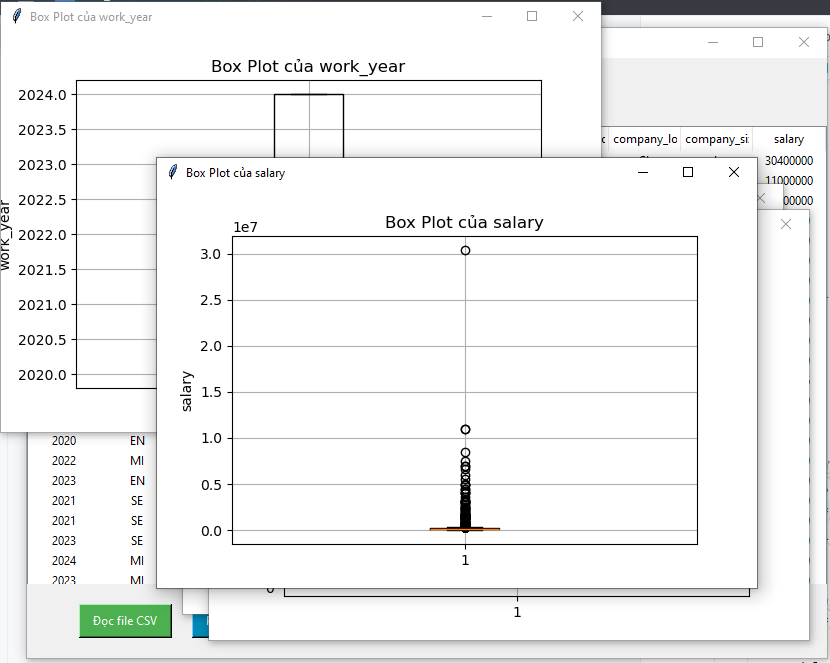 Box Plot của work_year
Box Plot của work_year
2024.0
2023.5
2023.0
2022.5
2022.0
2021.5
2021.0
2020.5
2020.0
work_year
company_lo company_si salary
30400000
11000000
Box Plot của salary
Box Plot của salary
1e7
3.0
2.5
2.0
1.5
1.0
0.5
0.0
salary
1
2020 EN
2022 MI
2023 EN
2021 SE
2021 SE
2023 SE
2024 MI
2023 MI
0
1
Đọc file CSV